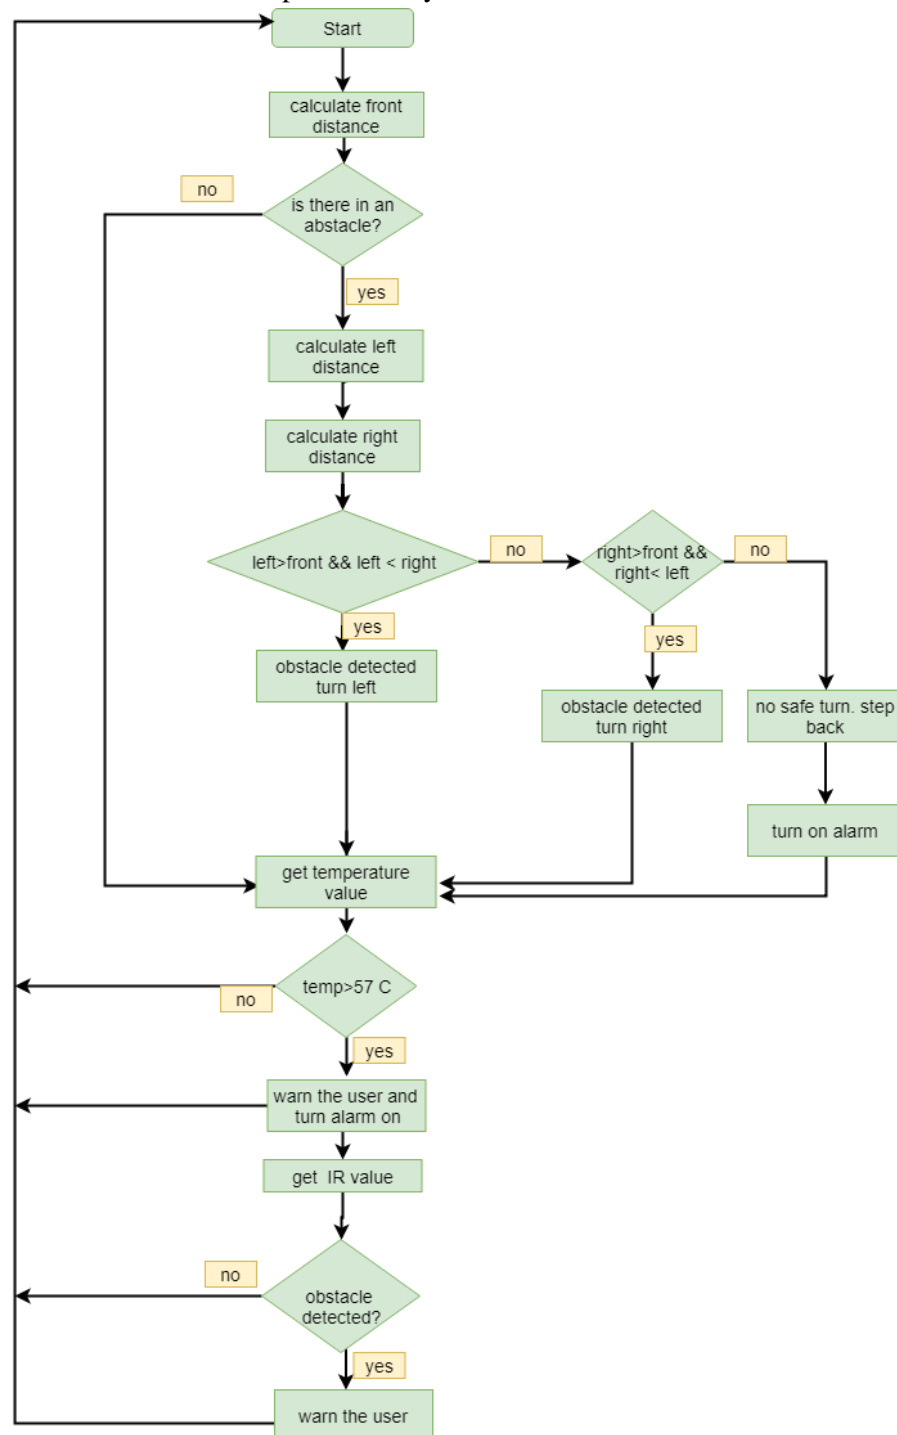 Start
calculate front
distance
no
is there in an
abstacle?
yes
calculate left
distance
calculate right
distance
left>front && left < right
no
right>front &&
right< left
no
yes
yes
obstacle detected
turn left
obstacle detected
turn right
no safe turn. step
back
turn on alarm
get temperature
value
temp>57 C
no
yes
warn the user and
turn alarm on
get  IR value
no
obstacle
detected?
yes
warn the user